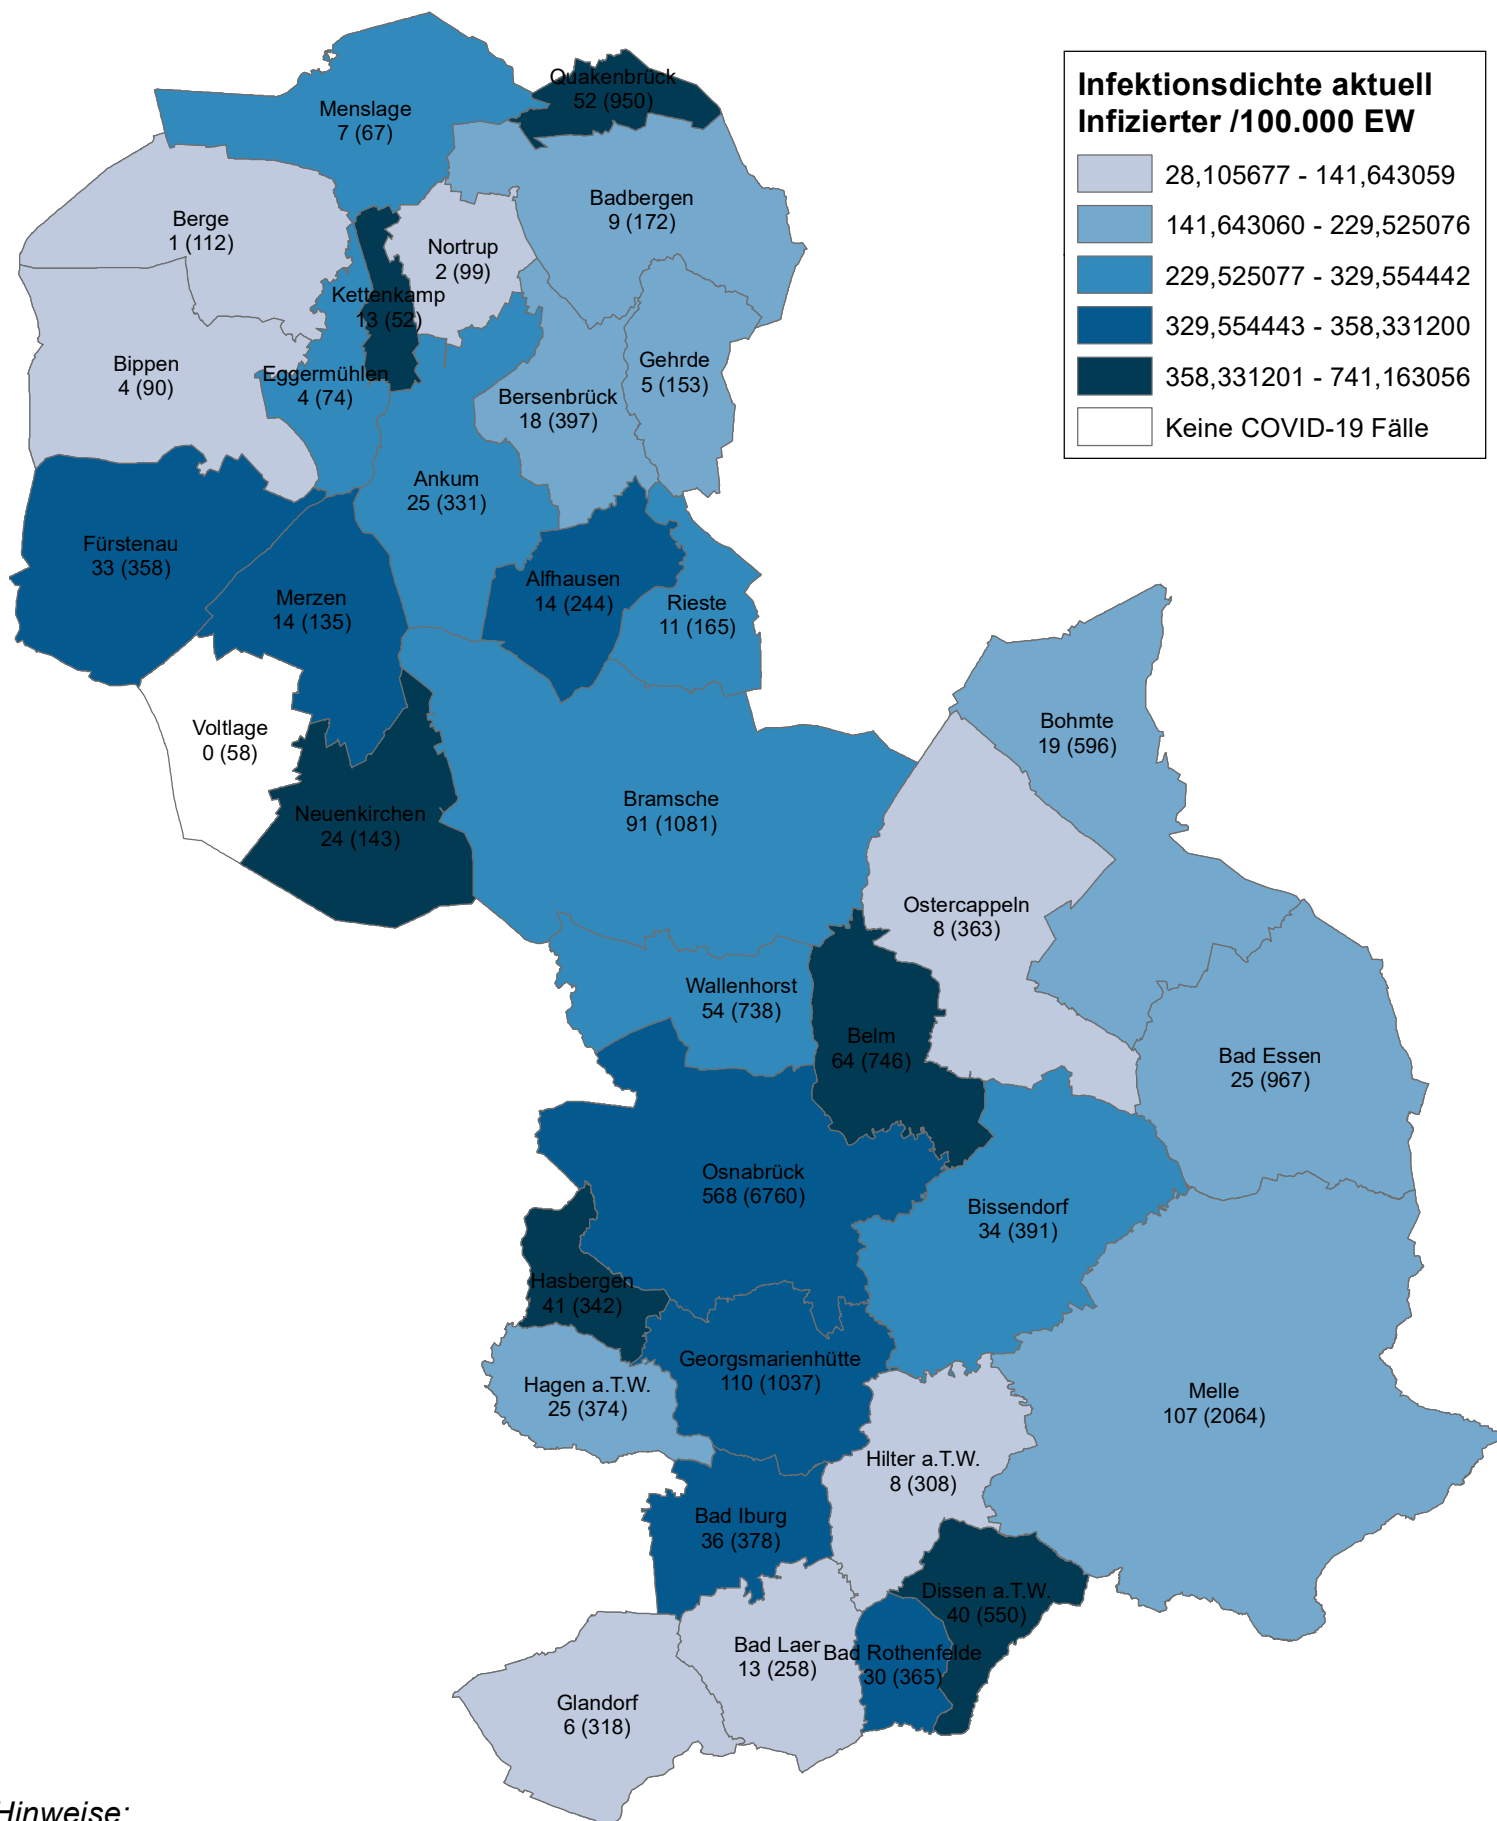 Infektionsdichte aktuell
Infizierter /100.000 EW
28,105677 - 141,643059
141,643060 - 229,525076
229,525077 - 329,554442
329,554443 - 358,331200
358,331201 - 741,163056
Keine COVID-19 Fälle
Quakenbrück
52 (950)
Menslage
7 (67)
Badbergen
9 (172)
Berge
1 (112)
Nortrup
2 (99)
Kettenkamp
13 (52)
Bippen
4 (90)
Eggermühlen
4 (74)
Gehrde
5 (153)
Bersenbrück
18 (397)
Ankum
25 (331)
Fürstenau
33 (358)
Alfhausen
14 (244)
Merzen
14 (135)
Rieste
11 (165)
Voltlage
0 (58)
Bohmte
19 (596)
Bramsche
91 (1081)
Neuenkirchen
24 (143)
Ostercappeln
8 (363)
Wallenhorst
54 (738)
Belm
64 (746)
Bad Essen
25 (967)
Osnabrück
568 (6760)
Bissendorf
34 (391)
Hasbergen
41 (342)
Georgsmarienhütte
110 (1037)
Hagen a.T.W.
25 (374)
Melle
107 (2064)
Hilter a.T.W.
8 (308)
Bad Iburg
36 (378)
Dissen a.T.W.
40 (550)
Bad Laer
13 (258)
Bad Rothenfelde
30 (365)
Glandorf
6 (318)
Hinweise: